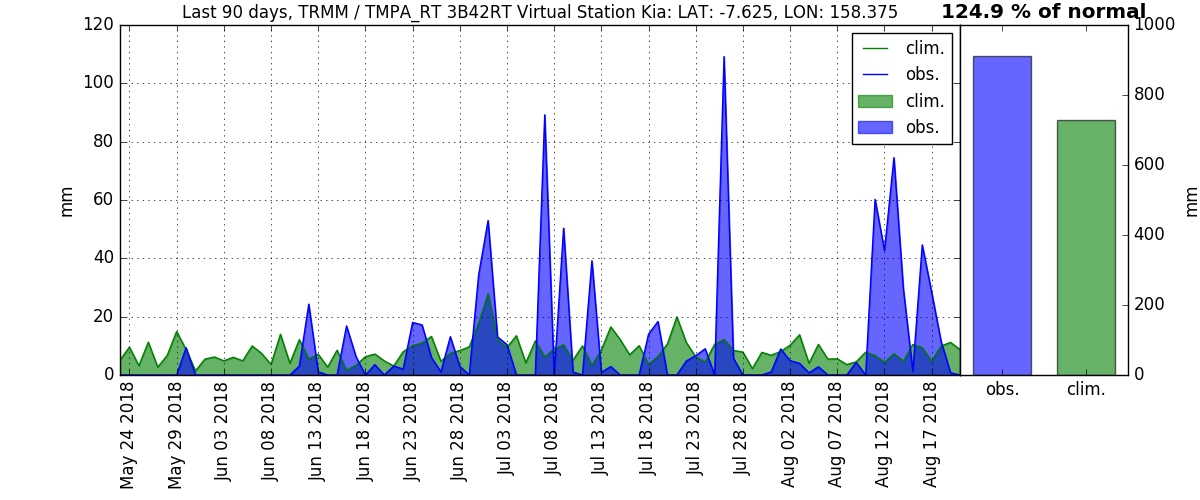 Last 90 days, TRMM / TMPA_RT 3B42RT Virtual Station Kia: LAT: -7.625, LON: 158.375
124.9 % of normal
120
100
80
60
40
20
0
mm
clim.
obs.
clim.
obs.
1000
800
600
400
200
0
mm
May 24 2018
May 29 2018
Jun 03 2018
Jun 08 2018
Jun 13 2018
Jun 18 2018
Jun 23 2018
Jun 28 2018
Jul 03 2018
Jul 08 2018
Jul 13 2018
Jul 18 2018
Jul 23 2018
Jul 28 2018
Aug 02 2018
Aug 07 2018
Aug 12 2018
Aug 17 2018
obs.
clim.